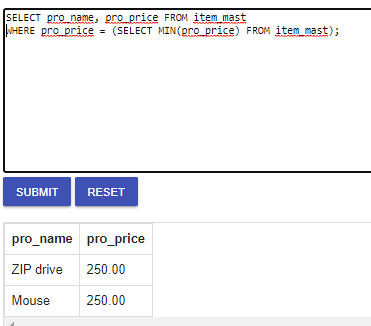 SELECT pro_name, pro_price FROM item_mast
WHERE pro_price = (SELECT MIN(pro_price) FROM item_mast);
SUBMIT RESET
pro_name pro_price
ZIP drive 250.00
Mouse 250.00